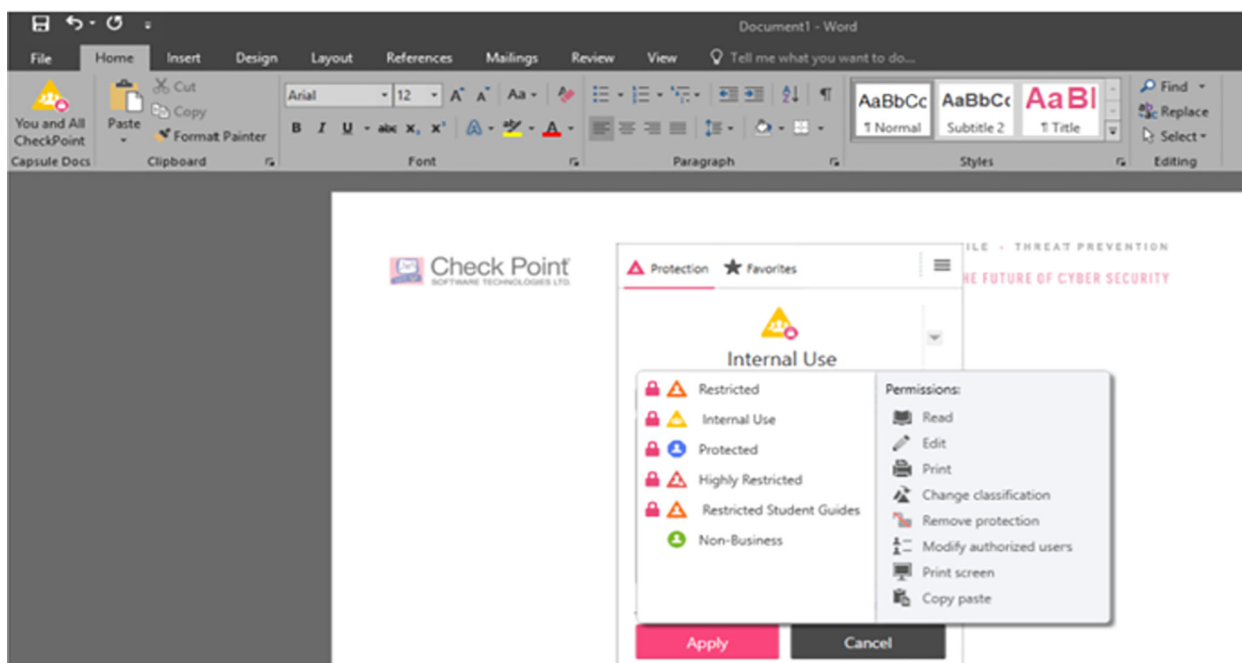 Document1 - Word
File Home Insert Design Layout References Mailings Review View Tell me what you want to do...
You and All CheckPoint
Capsule Docs
Paste
Cut
Copy
Format Painter
Clipboard
Arial 12 A A Aa
B I U abc x, x² A A
Font
Paragraph
AaBbCc AaBbCc AaBl
¶ Normal Subtitle 2 ¶ Title
Styles
Find
Replace
Select
Editing
Check Point
SOFTWARE TECHNOLOGIES LTD.
ILE • THREAT PREVENTION
HE FUTURE OF CYBER SECURITY
Protection Favorites
Internal Use
Restricted
Internal Use
Protected
Highly Restricted
Restricted Student Guides
Non-Business
Permissions:
Read
Edit
Print
Change classification
Remove protection
Modify authorized users
Print screen
Copy paste
Apply Cancel